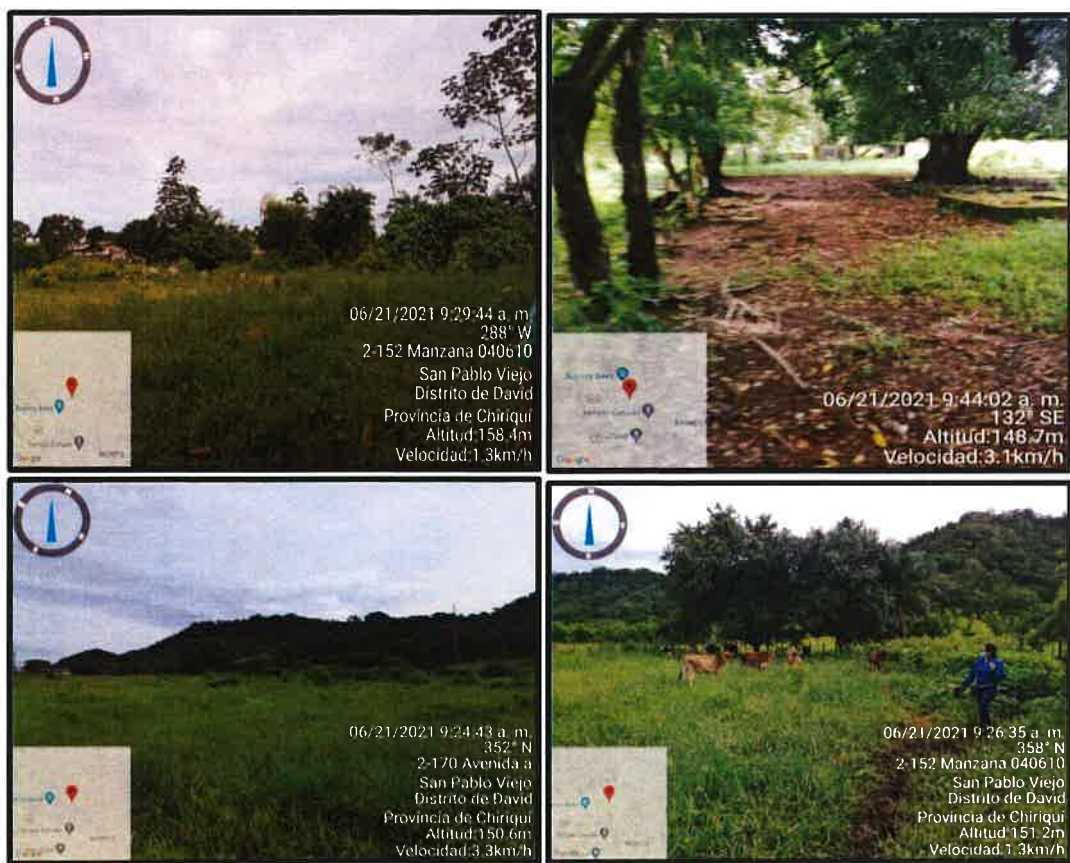 06/21/2021 9:29:44 a. m.
288° W
2-152 Manzana 040610
San Pablo Viejo
Distrito de David
Provincia de Chiriquí
Altitud:158.4m
Velocidad:1.3km/h
Google
06/21/2021 9:44:02 a. m.
132° SE
Altitud:148.7m
Velocidad:3.1km/h
Google
06/21/2021 9:24:43 a. m.
352° N
2-170 Avenida a
San Pablo Viejo
Distrito de David
Provincia de Chiriquí
Altitud:150.6m
Velocidad:3.3km/h
06/21/2021 9:26:35 a. m.
358° N
2-152 Manzana 040610
San Pablo Viejo
Distrito de David
Provincia de Chiriquí
Altitud:151.2m
Velocidad:1.3km/h